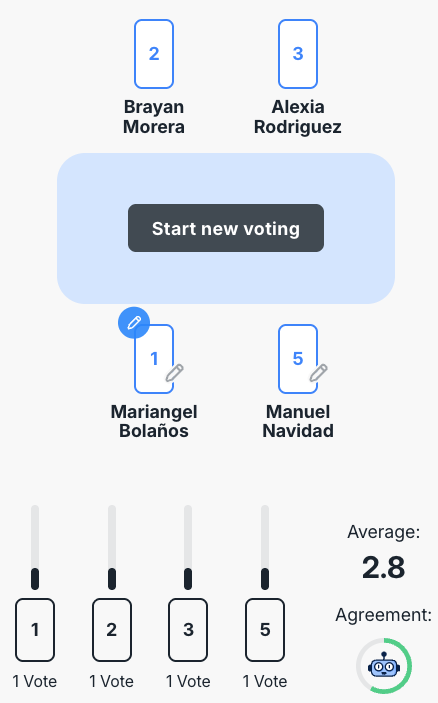 2
3
Brayan
Morera
Alexia
Rodriguez
Start new voting
1
5
Mariangel
Bolaños
Manuel
Navidad
Average:
2.8
Agreement:
1
2
3
5
1 Vote
1 Vote
1 Vote
1 Vote